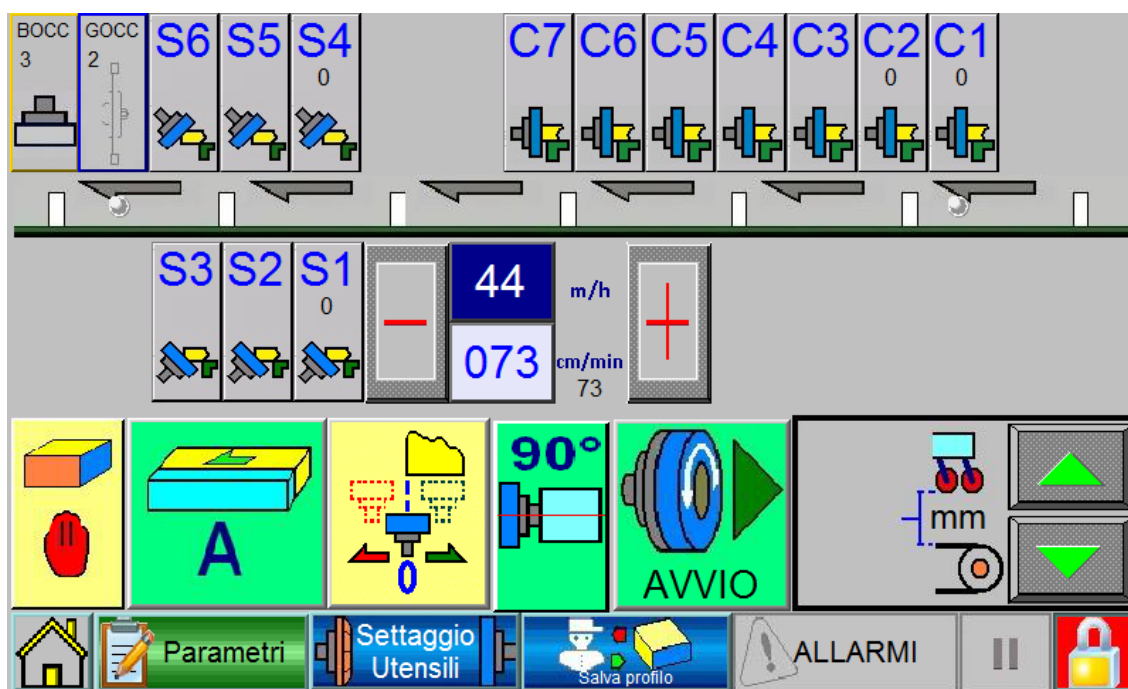 BOCC GOCC S6 S5 S4 C7 C6 C5 C4 C3 C2 C1
3 2 0 0 0
S3 S2 S1 44 m/h
0
073 cm/min
73
90°
mm
A 0 AVVIO
Parametri Settaggio Utensili Salva profilo ALLARMI